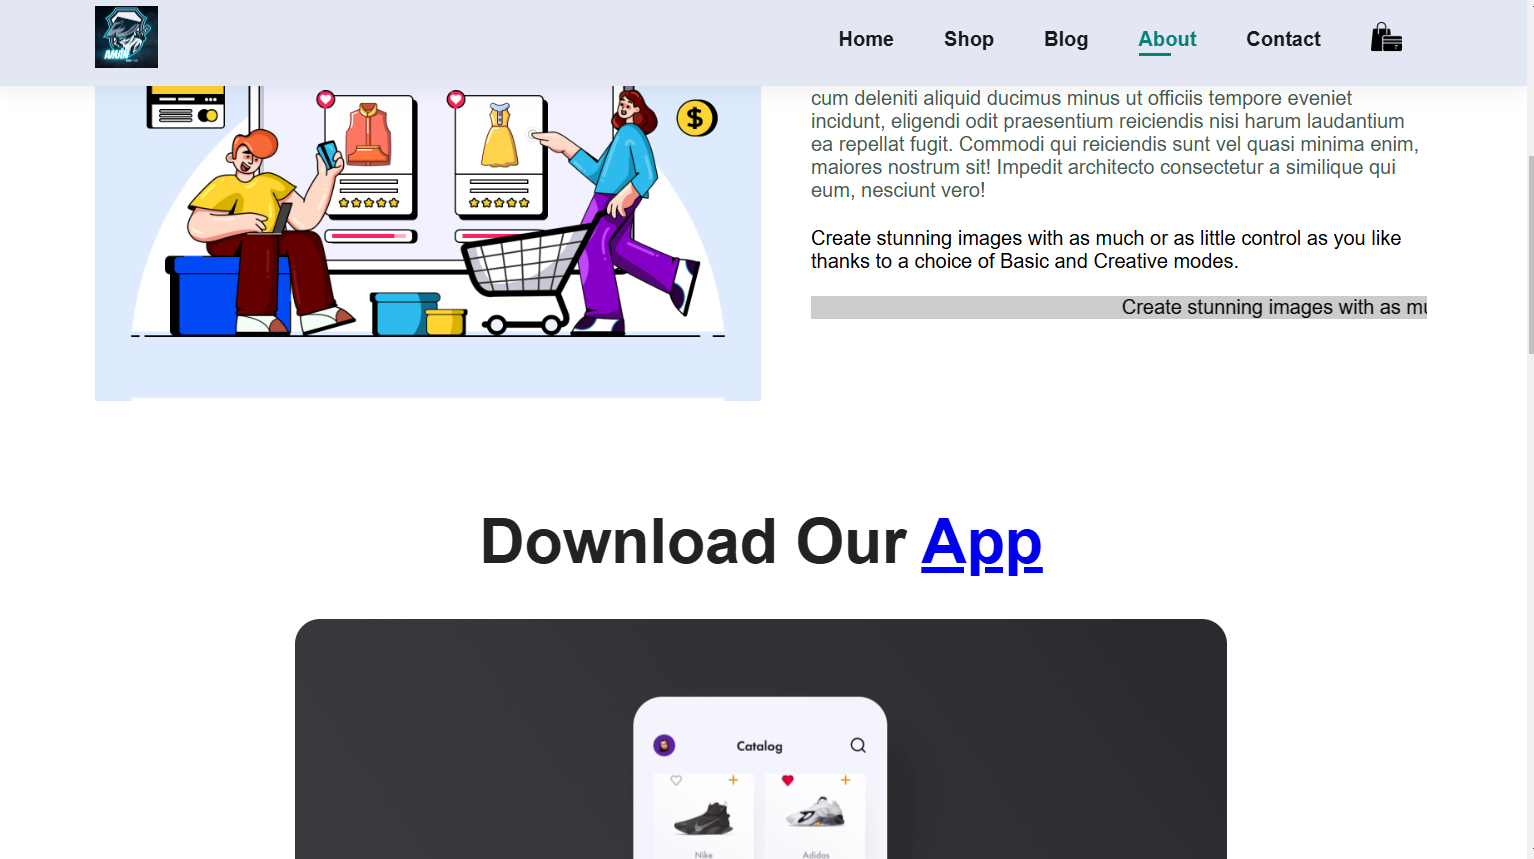 AMAN
Home
Shop
Blog
About
Contact
cum deleniti aliquid ducimus minus ut officiis tempore eveniet
incidunt, eligendi odit praesentium reiciendis nisi harum laudantium
ea repellat fugit. Commodi qui reiciendis sunt vel quasi minima enim,
maiores nostrum sit! Impedit architecto consectetur a similique qui
eum, nesciunt vero!
Create stunning images with as much or as little control as you like
thanks to a choice of Basic and Creative modes.
Create stunning images with as mu
$
Download Our App
Catalog
Nike
Adidas